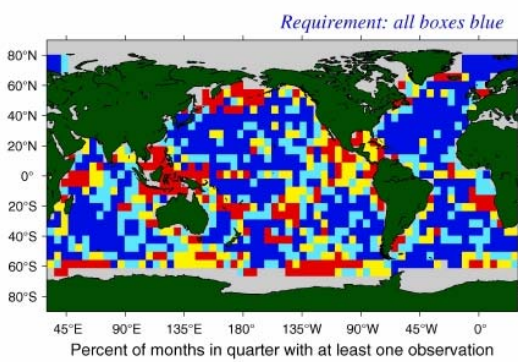 Requirement: all boxes blue
80°N
60°N
40°N
20°N
0°
20°S
40°S
60°S
80°S
45°E 90°E 135°E 180° 135°W 90°W 45°W 0°
Percent of months in quarter with at least one observation